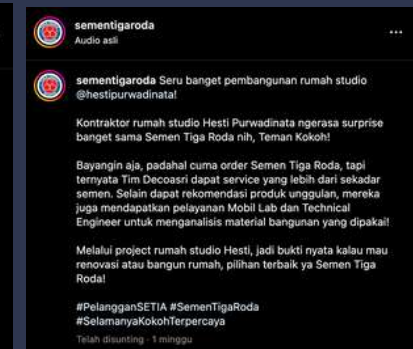 sementigaroda
Audio asli
sementigaroda Seru banget pembangunan rumah studio
@hestipurwadinata!
Kontraktor rumah studio Hesti Purwadinata ngerasa surprise
banget sama Semen Tiga Roda nih, Teman Kokoh!
Bayangin aja, padahal cuma order Semen Tiga Roda, tapi
ternyata Tim Decoasri dapat service yang lebih dari sekadar
semen. Selain dapat rekomendasi produk unggulan, mereka
juga mendapatkan pelayanan Mobil Lab dan Technical
Engineer untuk menganalisis material bangunan yang dipakai!
Melalui project rumah studio Hesti, jadi bukti nyata kalau mau
renovasi atau bangun rumah, pilihan terbaik ya Semen Tiga
Roda!
#PelangganSETIA #SemenTigaRoda
#SelamanyaKokohTerpercaya
Telah disunting · 1 minggu